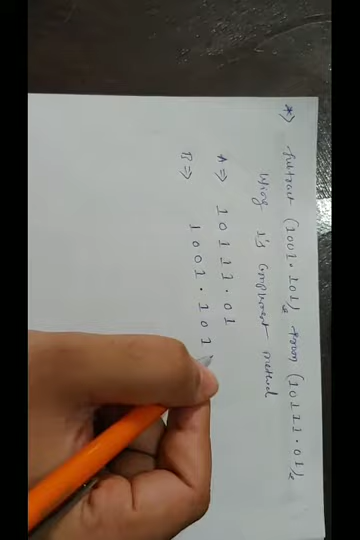 *) Subtract (1001.101)₂ from (10111.01)₂
Using 1's Complement method
A ⇒ 10111.01
B ⇒ 1001.101